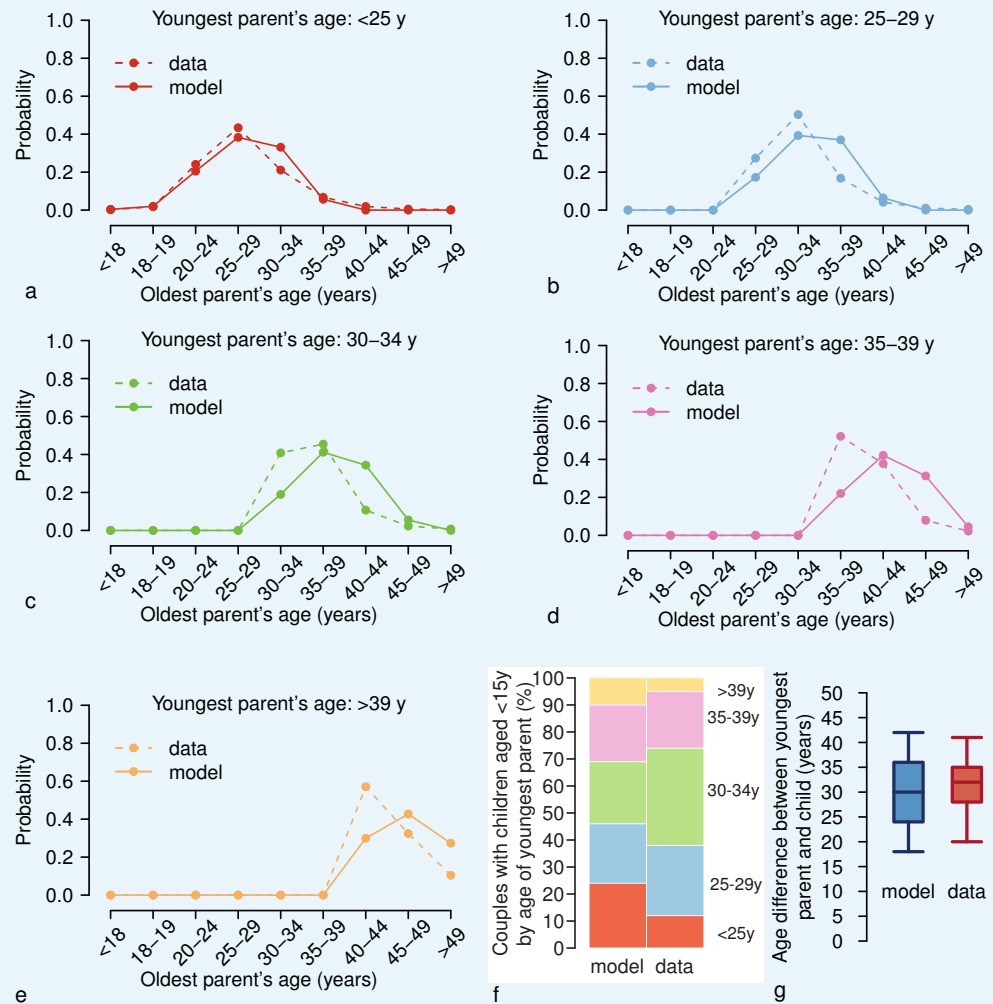 Youngest parent's age: <25 y
Probability
1.0
0.8
0.6
0.4
0.2
0.0
data
model
<18
18–19
20–24
25–29
30–34
35–39
40–44
45–49
>49
Oldest parent's age (years)
a
Youngest parent's age: 25–29 y
Probability
1.0
0.8
0.6
0.4
0.2
0.0
data
model
<18
18–19
20–24
25–29
30–34
35–39
40–44
45–49
>49
Oldest parent's age (years)
b
Youngest parent's age: 30–34 y
Probability
1.0
0.8
0.6
0.4
0.2
0.0
data
model
<18
18–19
20–24
25–29
30–34
35–39
40–44
45–49
>49
Oldest parent's age (years)
c
Youngest parent's age: 35–39 y
Probability
1.0
0.8
0.6
0.4
0.2
0.0
data
model
<18
18–19
20–24
25–29
30–34
35–39
40–44
45–49
>49
Oldest parent's age (years)
d
Youngest parent's age: >39 y
Probability
1.0
0.8
0.6
0.4
0.2
0.0
data
model
<18
18–19
20–24
25–29
30–34
35–39
40–44
45–49
>49
Oldest parent's age (years)
e
Couples with children aged <15y
by age of youngest parent (%)
100
90
80
70
60
50
40
30
20
10
0
>39y
35-39y
30-34y
25-29y
<25y
model data
f
Age difference between youngest
parent and child (years)
50
45
40
35
30
25
20
15
10
5
0
model data
g